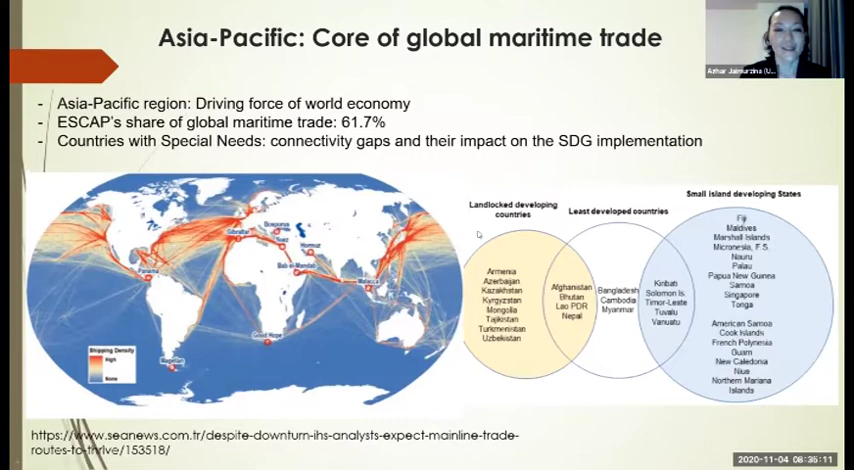 Asia-Pacific: Core of global maritime trade
Azhar Jaimurzina (U...
- Asia-Pacific region: Driving force of world economy
- ESCAP's share of global maritime trade: 61.7%
- Countries with Special Needs: connectivity gaps and their impact on the SDG implementation
Bosporus
Gibraltar
Suez
Hormuz
Bab el-Mandab
Panama
Malacca
Good Hope
Magellan
Shipping Density
High
None
Landlocked developing
countries
Least developed countries
Small island developing States
Armenia
Azerbaijan
Kazakhstan
Kyrgyzstan
Mongolia
Tajikistan
Turkmenistan
Uzbekistan
Afghanistan
Bhutan
Lao PDR
Nepal
Bangladesh
Cambodia
Myanmar
Kiribati
Solomon Is.
Timor-Leste
Tuvalu
Vanuatu
Fiji
Maldives
Marshall Islands
Micronesia, F.S.
Nauru
Palau
Papua New Guinea
Samoa
Singapore
Tonga
American Samoa
Cook Islands
French Polynesia
Guam
New Caledonia
Niue
Northern Mariana
Islands
https://www.seanews.com.tr/despite-downturn-ihs-analysts-expect-mainline-trade-
routes-to-thrive/153518/
2020-11-04 08:35:11